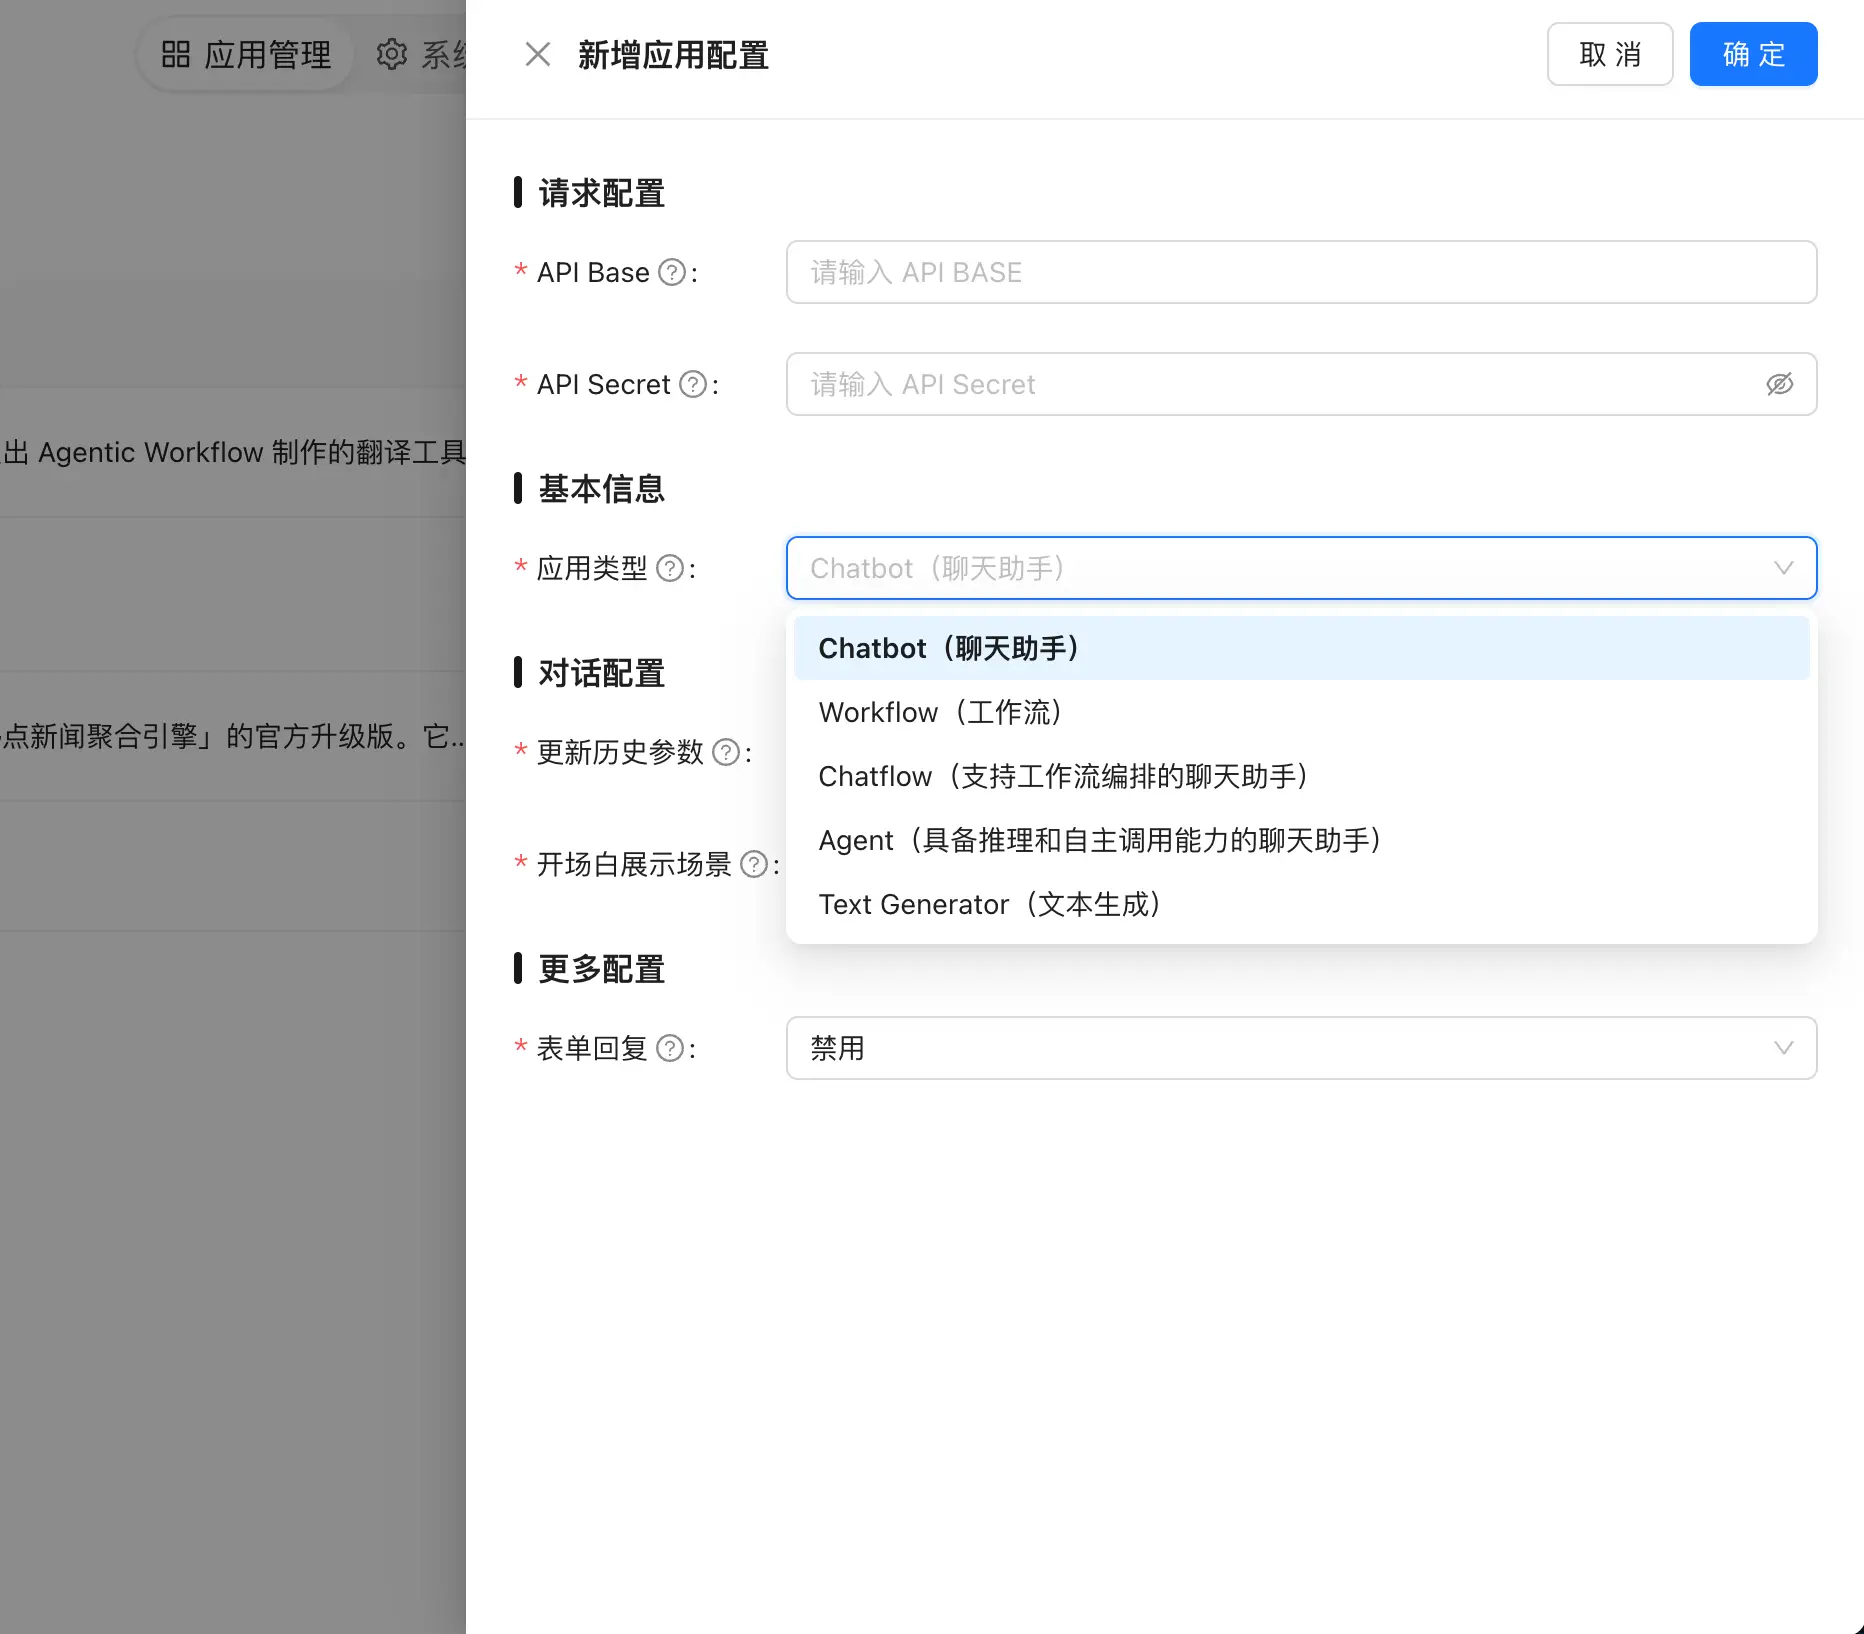 应用管理
系统
新增应用配置
取 消
确 定
请求配置
* API Base ? :
请输入 API BASE
* API Secret ? :
请输入 API Secret
出 Agentic Workflow 制作的翻译工具
基本信息
* 应用类型 ? :
Chatbot（聊天助手）
Chatbot（聊天助手）
Workflow（工作流）
Chatflow（支持工作流编排的聊天助手）
Agent（具备推理和自主调用能力的聊天助手）
Text Generator（文本生成）
对话配置
点新闻聚合引擎」的官方升级版。它...
* 更新历史参数 ? :
* 开场白展示场景 ? :
更多配置
* 表单回复 ? :
禁用